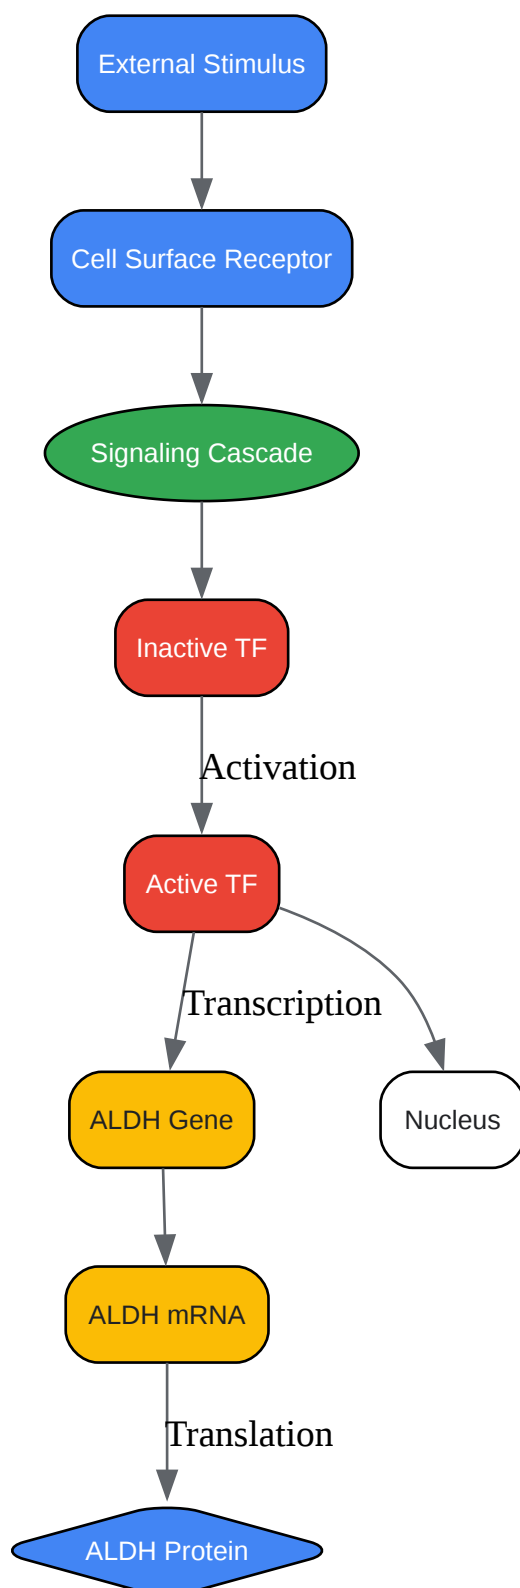 External Stimulus
Cell Surface Receptor
Signaling Cascade
Inactive TF
Activation
Active TF
Transcription
ALDH Gene
Nucleus
ALDH mRNA
Translation
ALDH Protein